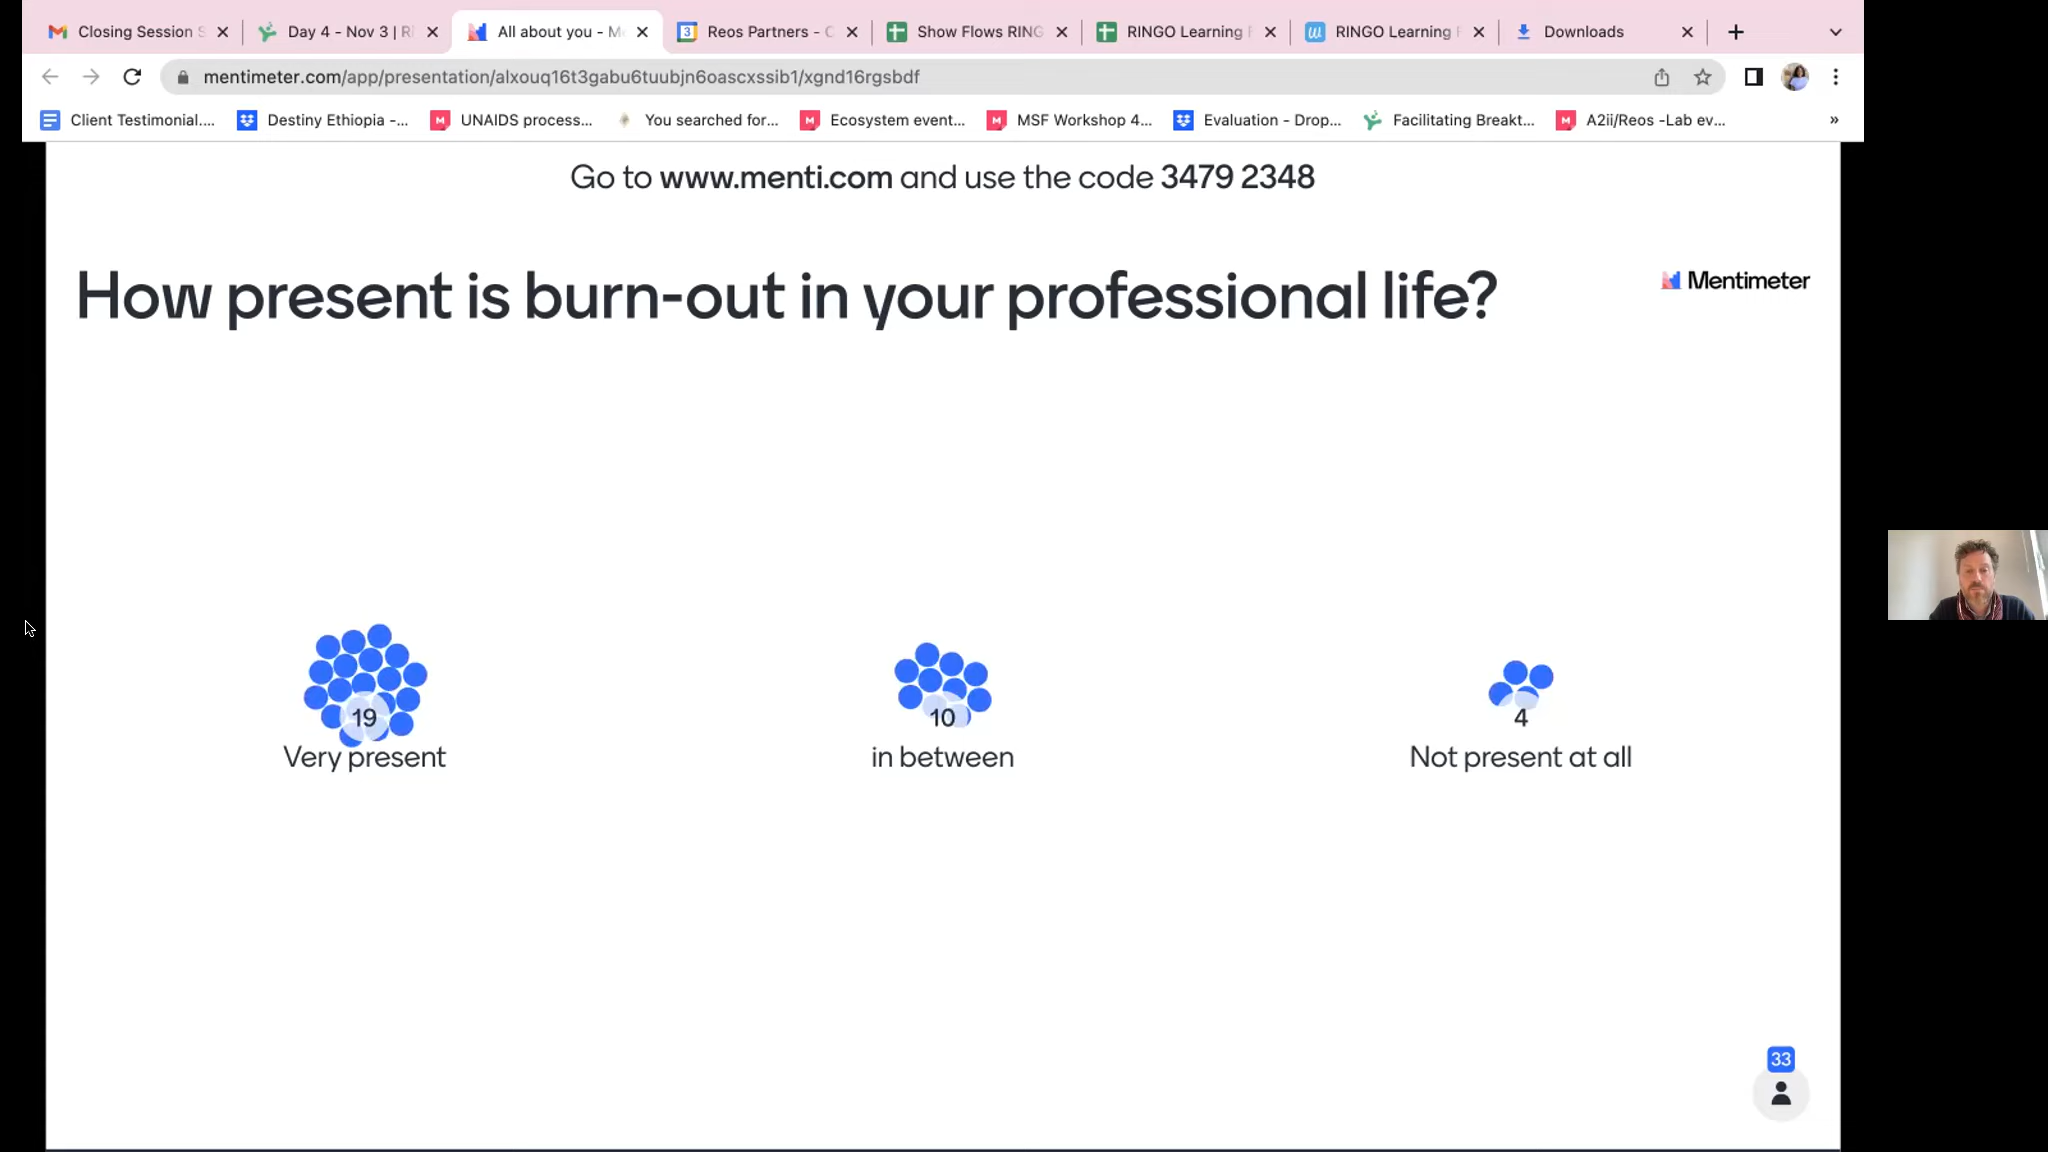 Closing Session S
Day 4 - Nov 3 | Ri
All about you - Me
Reos Partners - C
Show Flows RING
RINGO Learning F
RINGO Learning F
Downloads
mentimeter.com/app/presentation/alxouq16t3gabu6tuubjn6oascxssib1/xgnd16rgsbdf
Client Testimonial....
Destiny Ethiopia -...
UNAIDS process...
You searched for...
Ecosystem event...
MSF Workshop 4...
Evaluation - Drop...
Facilitating Breakt...
A2ii/Reos -Lab ev...
»
Go to www.menti.com and use the code 3479 2348
How present is burn-out in your professional life?
Mentimeter
19
Very present
10
in between
4
Not present at all
33